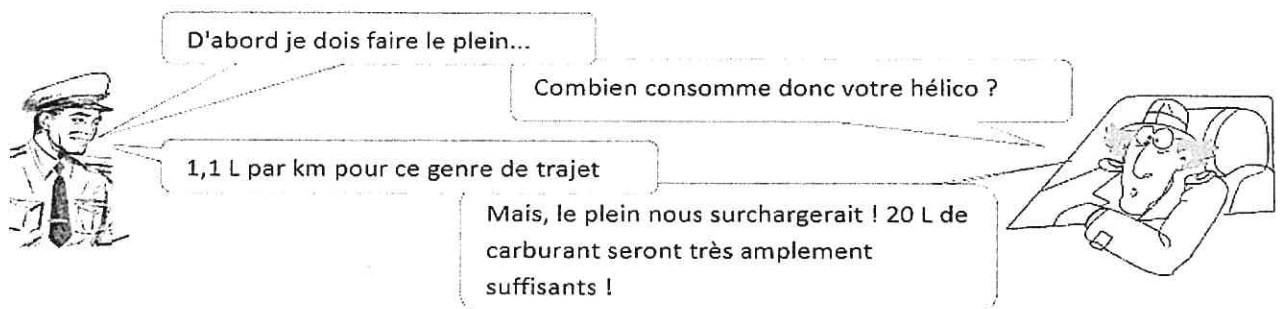 D'abord je dois faire le plein...
Combien consomme donc votre hélico ?
1,1 L par km pour ce genre de trajet
Mais, le plein nous surchargerait ! 20 L de
carburant seront très amplement
suffisants !